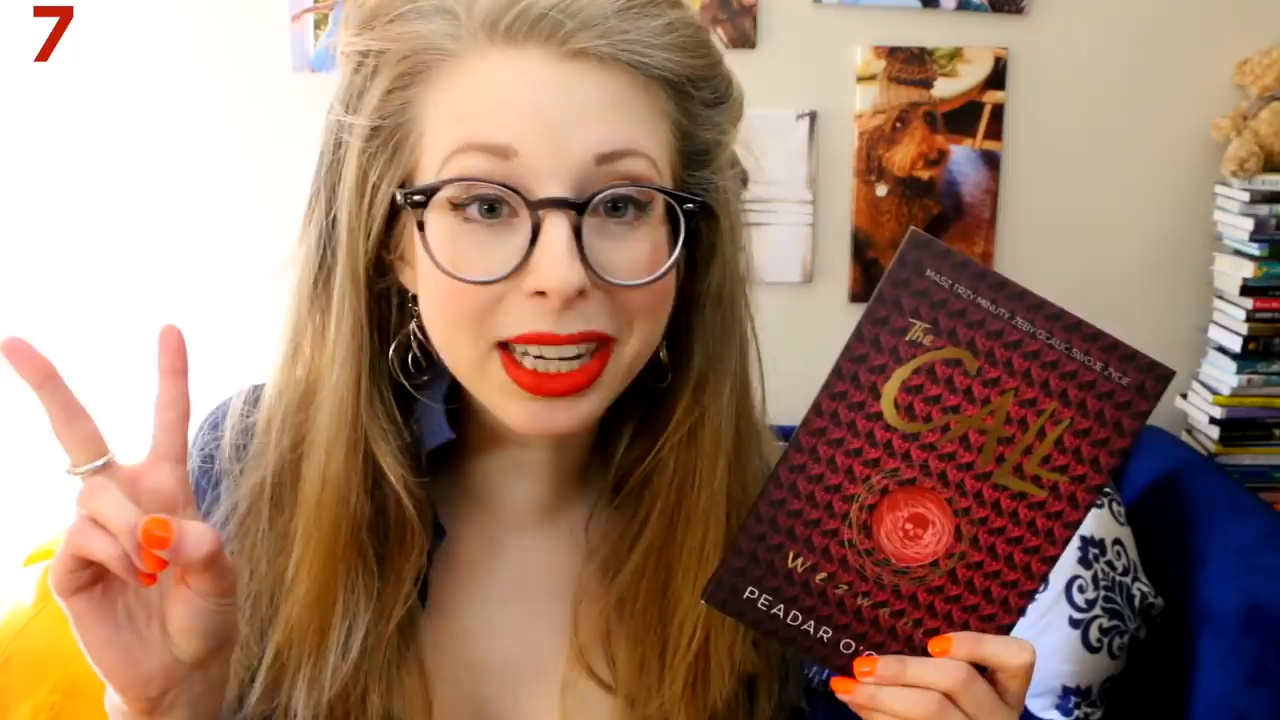 7
MASZ TRZY MINUTY, ŻEBY OCALIĆ SWOJE ŻYCIE
The
CALL
PEADAR